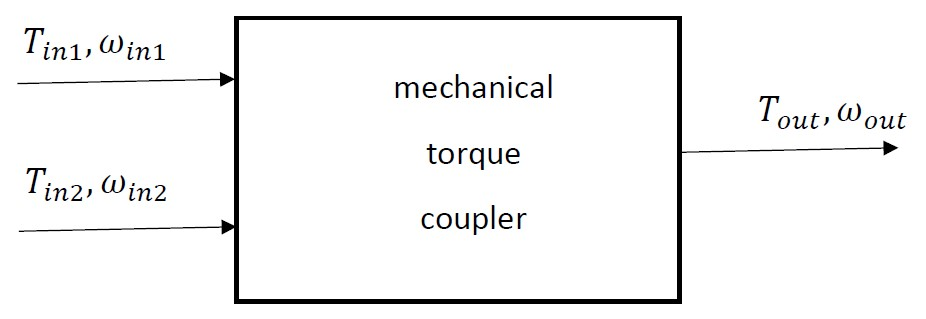 T_{in1}, ω_{in1}
mechanical
torque
coupler
T_{out}, ω_{out}
T_{in2}, ω_{in2}